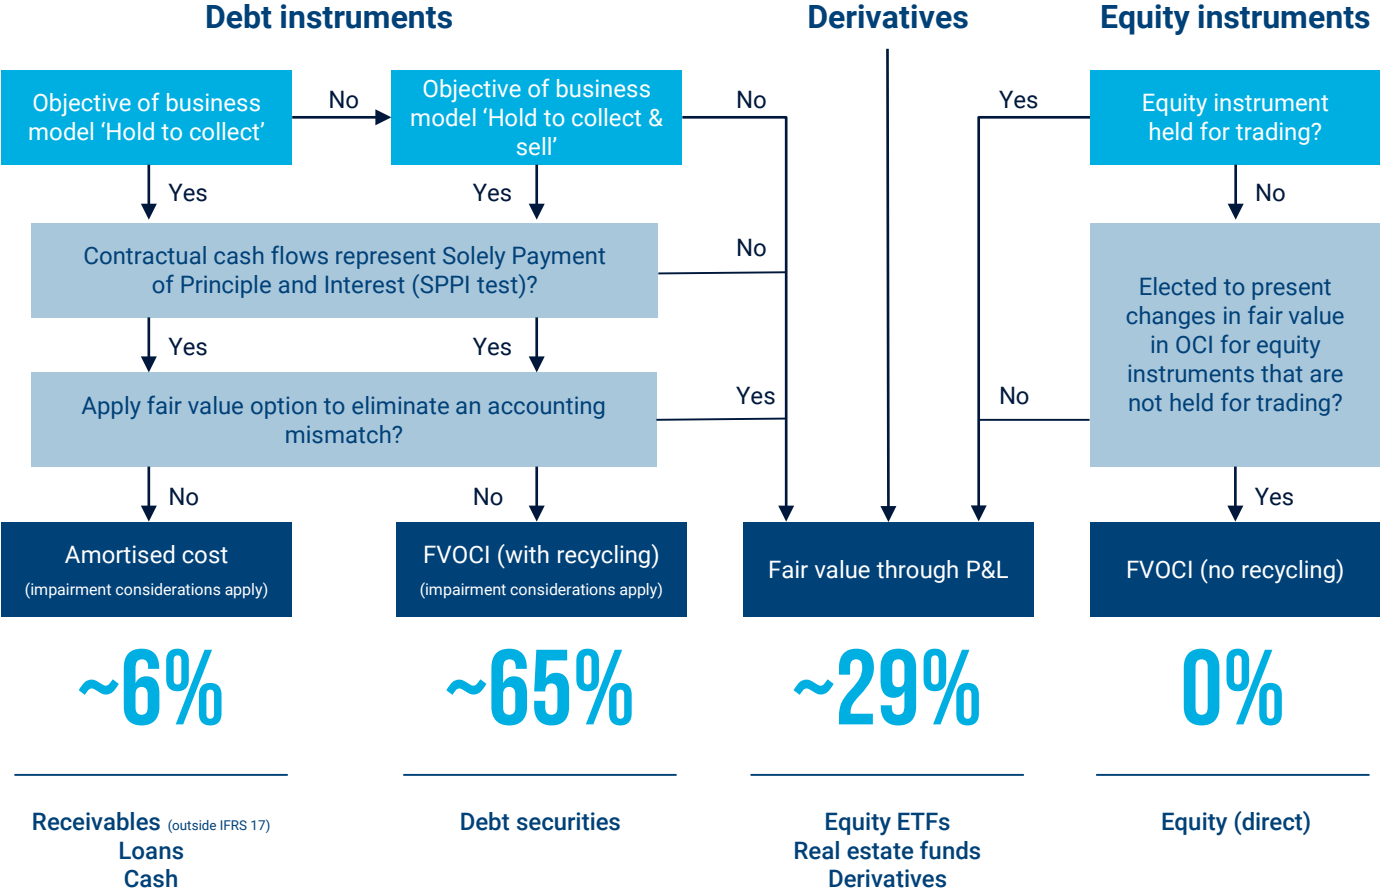 Debt instruments
Derivatives
Equity instruments
Objective of business
model ‘Hold to collect’
No
Objective of business
model ‘Hold to collect &
sell’
No
Yes
Equity instrument
held for trading?
Yes
Yes
No
Contractual cash flows represent Solely Payment
of Principle and Interest (SPPI test)?
No
Elected to present
changes in fair value
in OCI for equity
instruments that are
not held for trading?
Yes
Yes
Apply fair value option to eliminate an accounting
mismatch?
Yes
No
No
No
Yes
Amortised cost
(impairment considerations apply)
FVOCI (with recycling)
(impairment considerations apply)
Fair value through P&L
FVOCI (no recycling)
~6%
~65%
~29%
0%
Receivables (outside IFRS 17)
Loans
Cash
Debt securities
Equity ETFs
Real estate funds
Derivatives
Equity (direct)